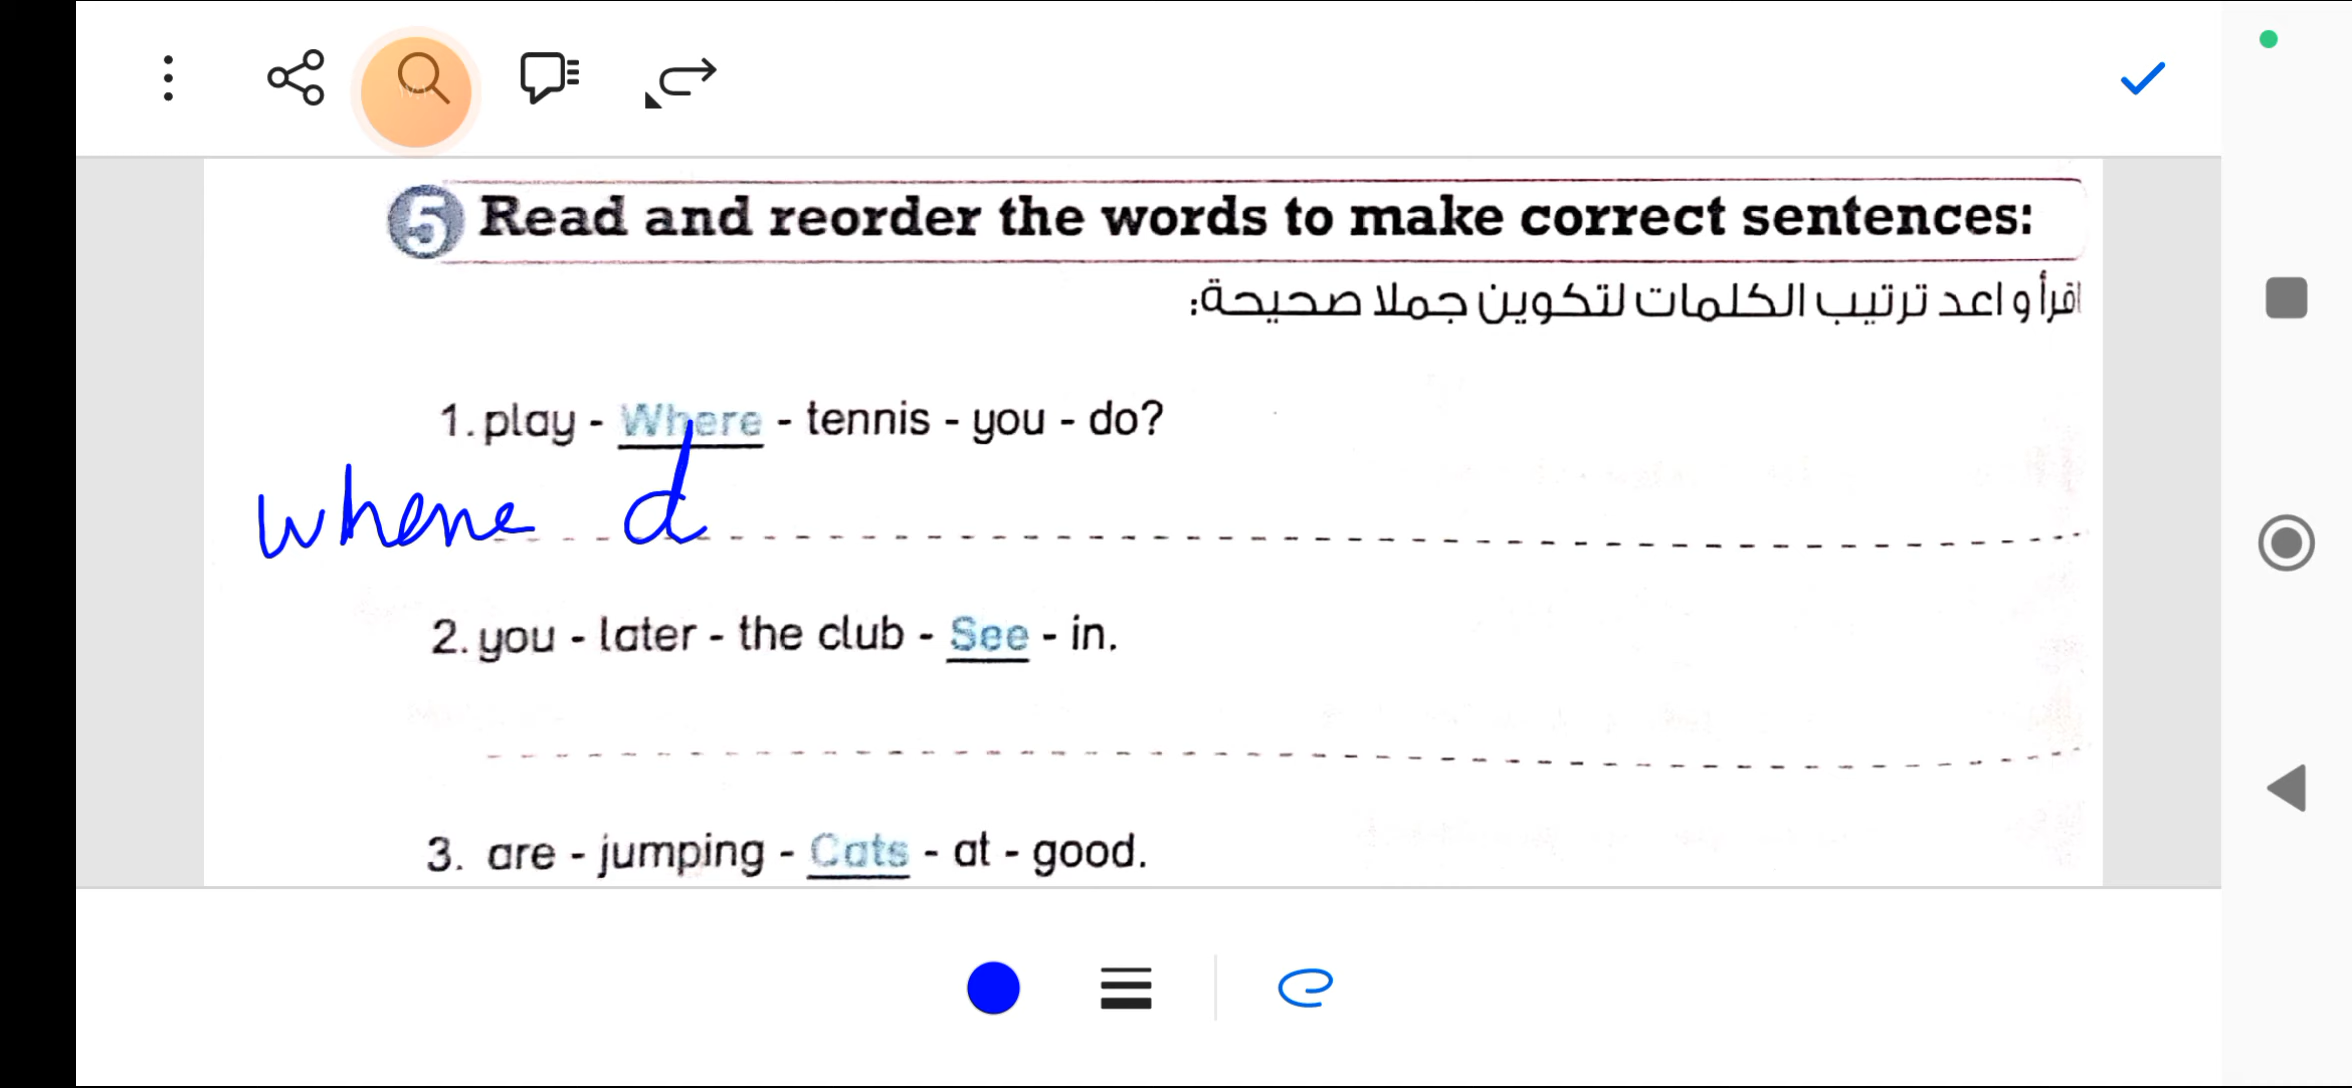 5 Read and reorder the words to make correct sentences:
اقرأ و اعد ترتيب الكلمات لتكوين جملا صحيحة:
1. play - Where - tennis - you - do?
where d
2. you - later - the club - See - in.
3. are - jumping - Cats - at - good.